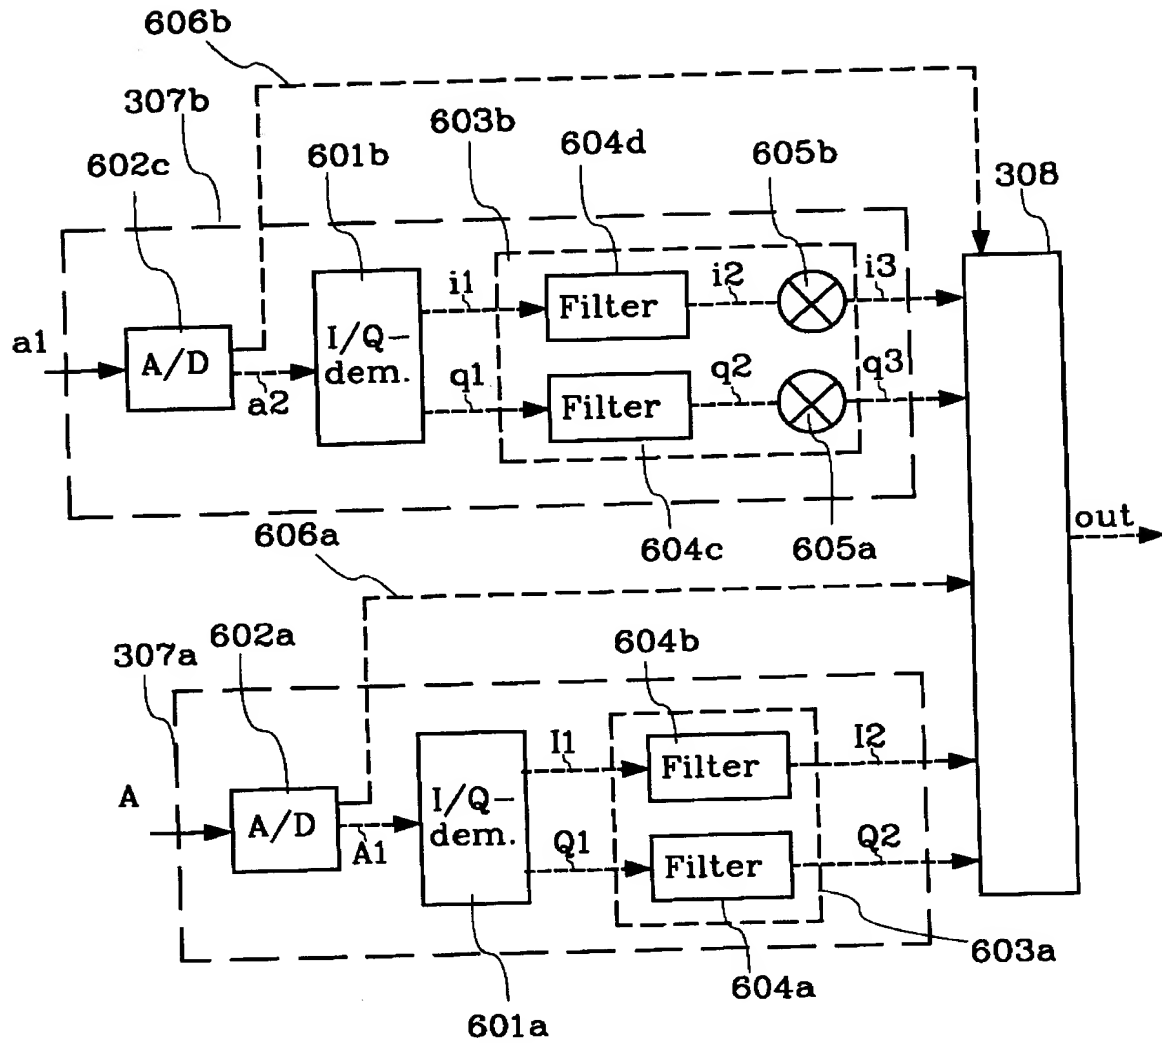 606b
307b
603b
604d
602c
601b
605b
308
i1
i2
i3
Filter
a1
A/D
I/Q-
dem.
a2
q1
q2
q3
Filter
606a
604c
605a
out
602a
604b
307a
I1
I2
Filter
A
A/D
I/Q-
dem.
A1
Q1
Q2
Filter
603a
604a
601a